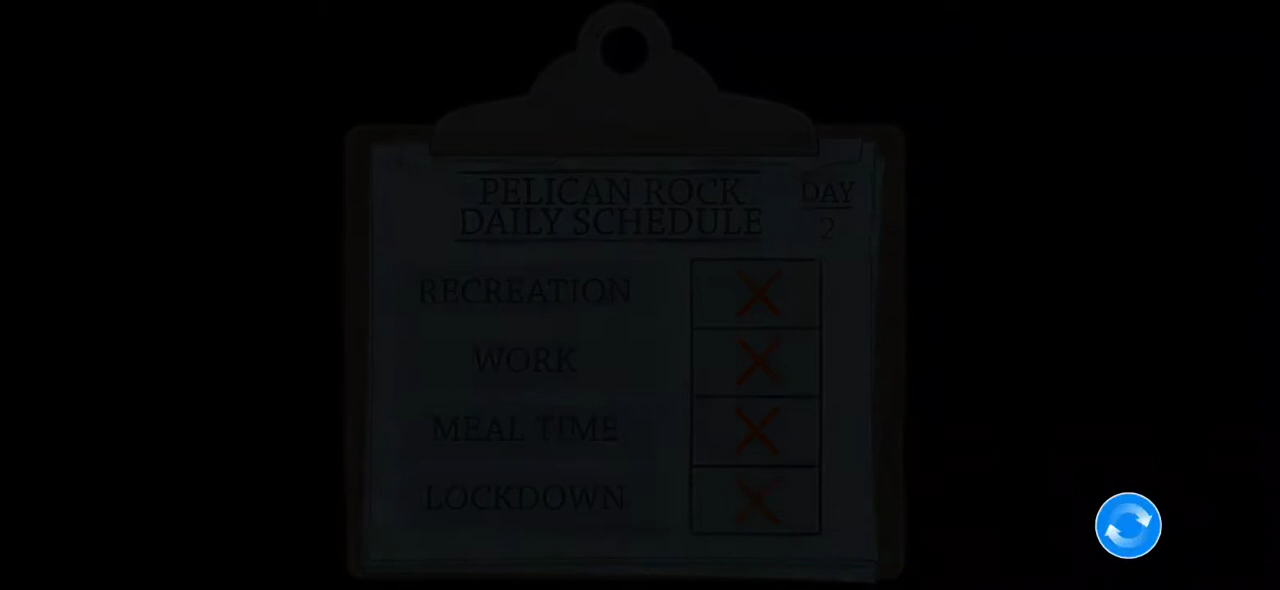 PELICAN ROCK
DAILY SCHEDULE
DAY
2
RECREATION
WORK
MEAL TIME
LOCKDOWN